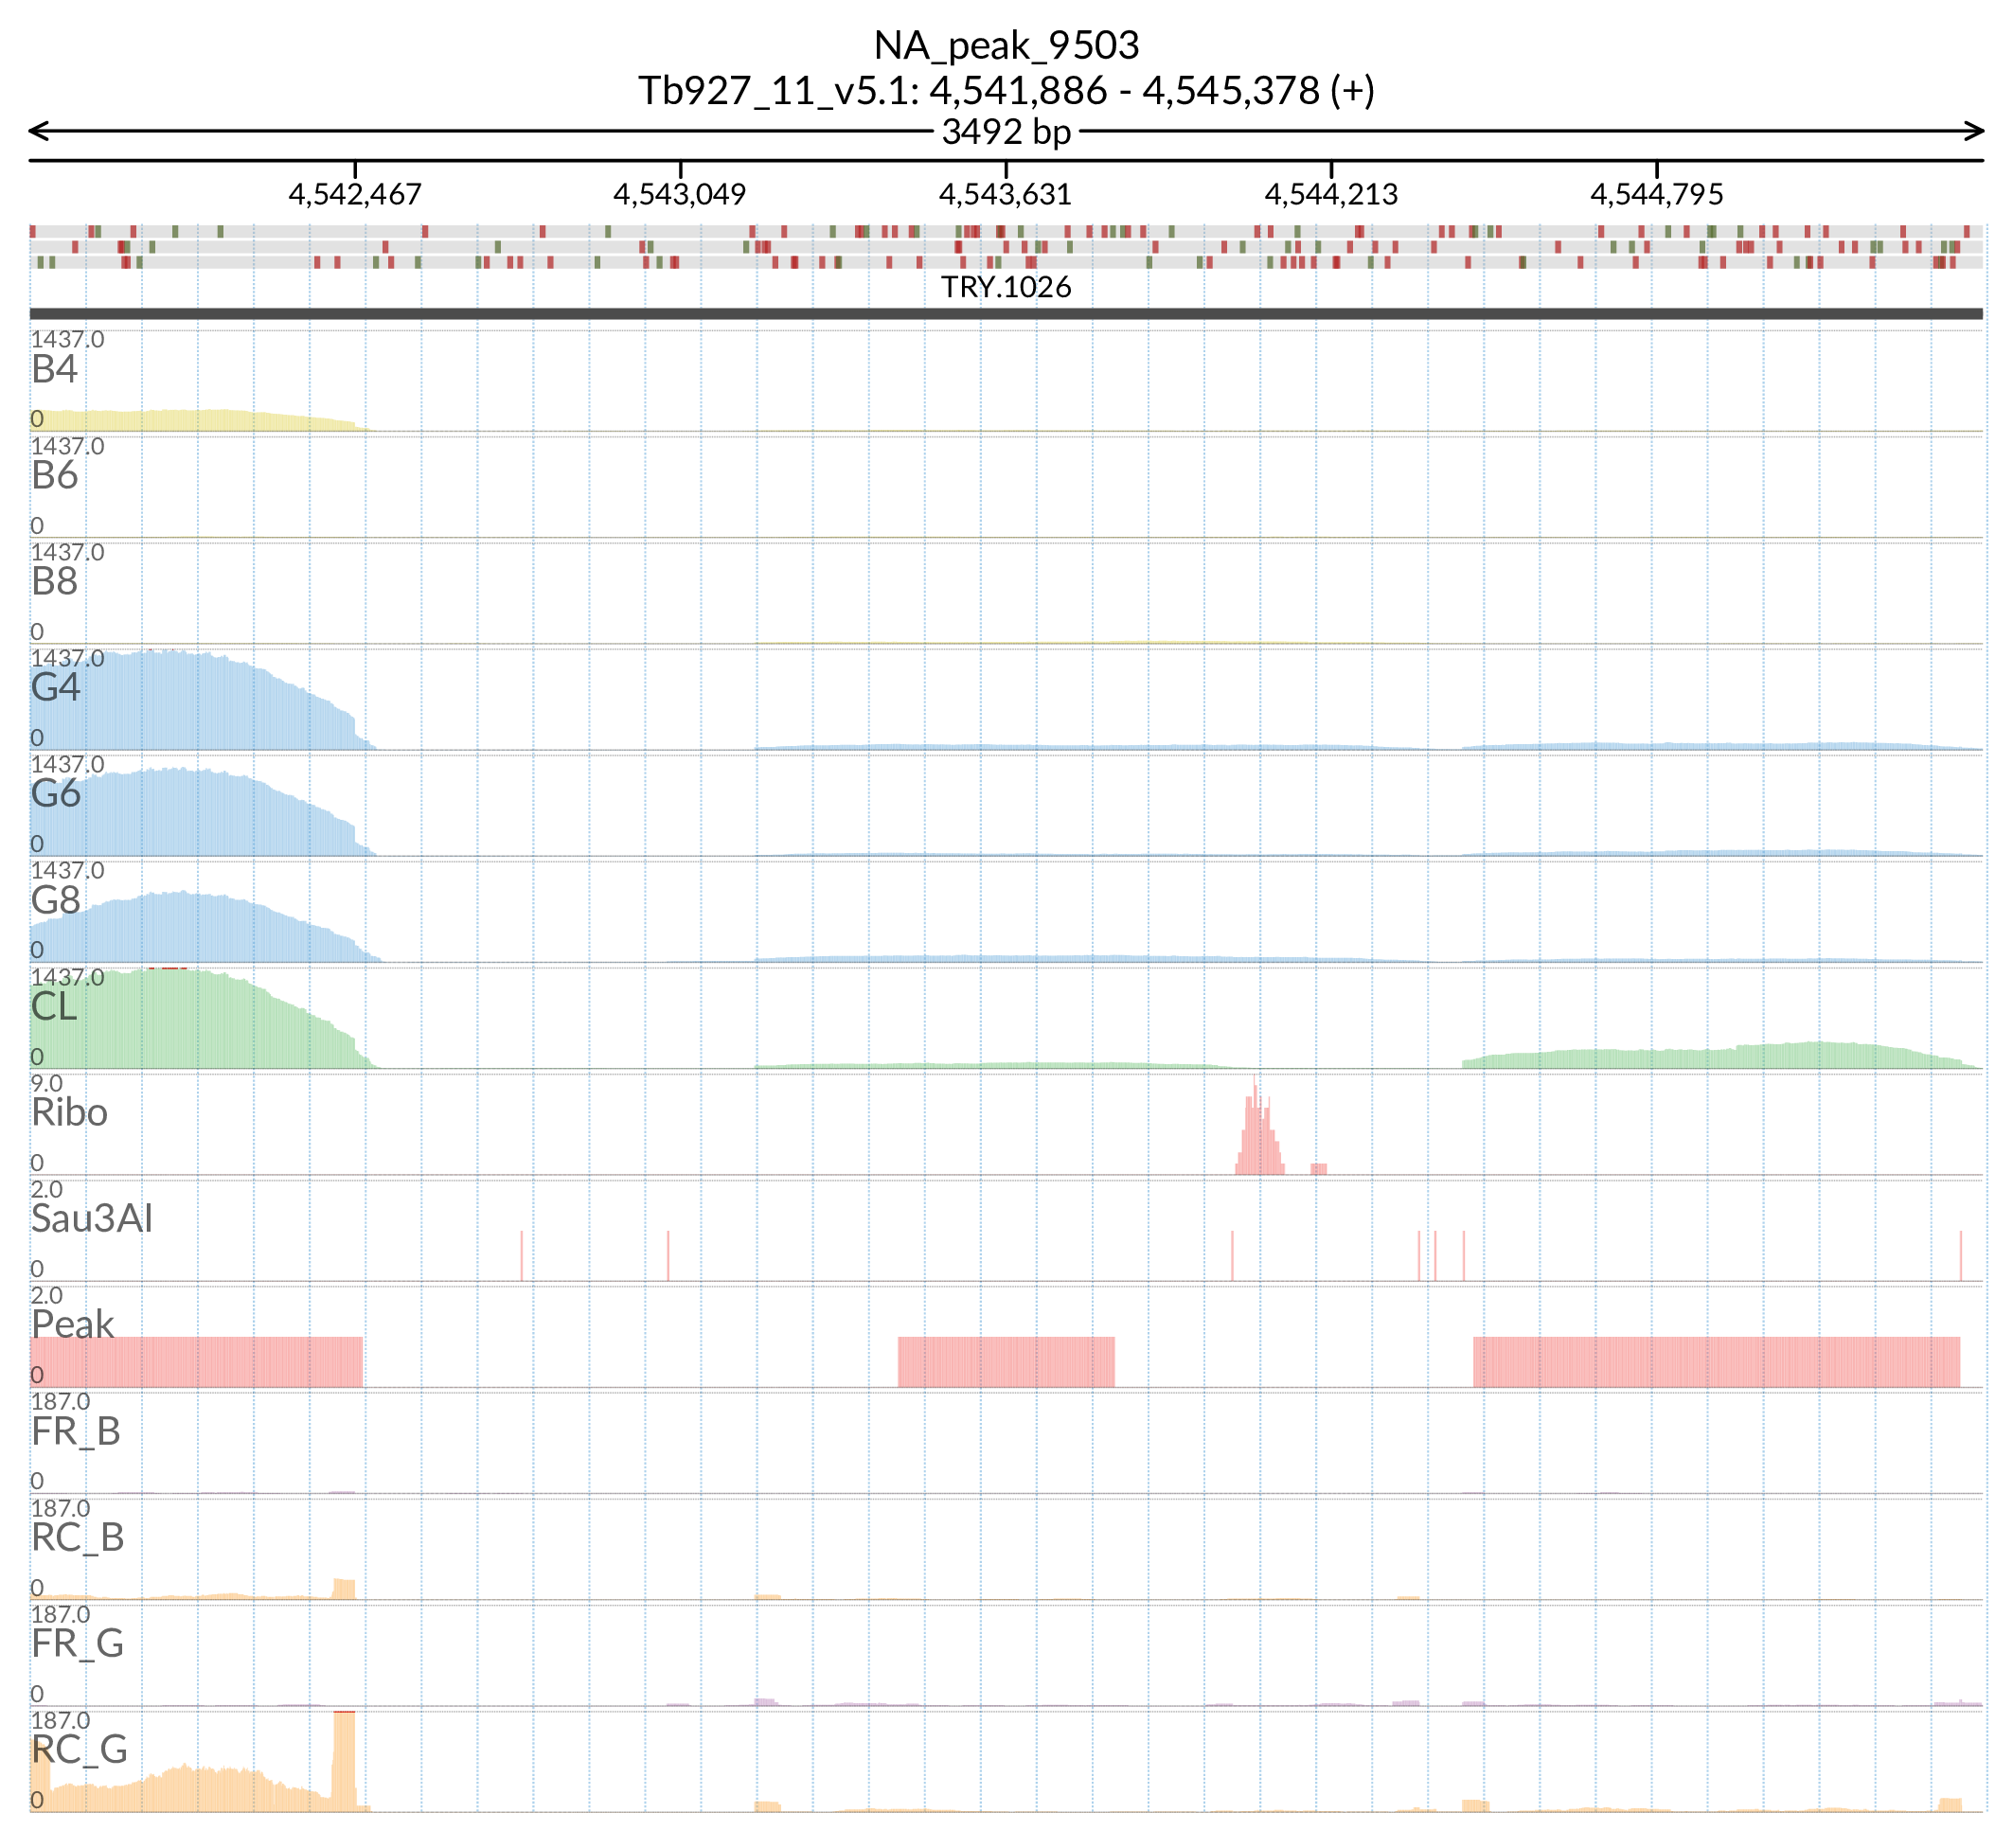 NA_peak_9503
Tb927_11_v5.1: 4,541,886 - 4,545,378 (+)
3492 bp
4,542,467 4,543,049 4,543,631 4,544,213 4,544,795
TRY.1026
1437.0
B4
0
1437.0
B6
0
1437.0
B8
0
1437.0
G4
0
1437.0
G6
0
1437.0
G8
0
1437.0
CL
0
9.0
Ribo
0
2.0
Sau3AI
0
2.0
Peak
0
187.0
FR_B
0
187.0
RC_B
0
187.0
FR_G
0
187.0
RC_G
0